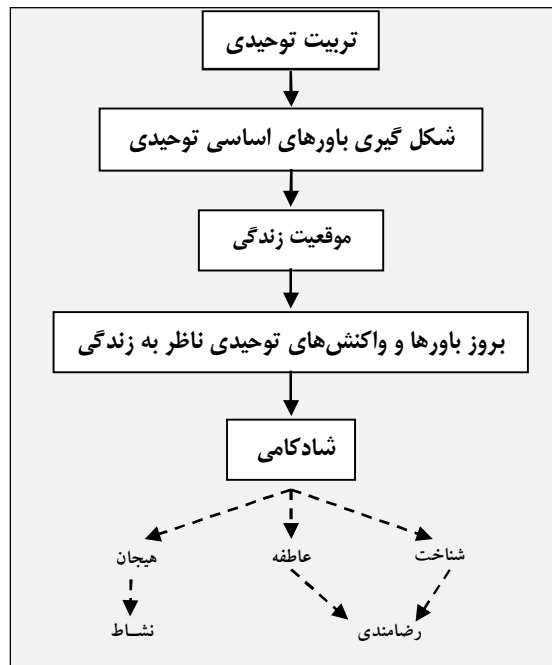 تربیت توحیدی
شکل گیری باورهای اساسی توحیدی
موقعیت زندگی
بروز باورها و واکنش‌های توحیدی ناظر به زندگی
شادکامی
شناخت
عاطفه
هیجان
رضامندی
نشــاط